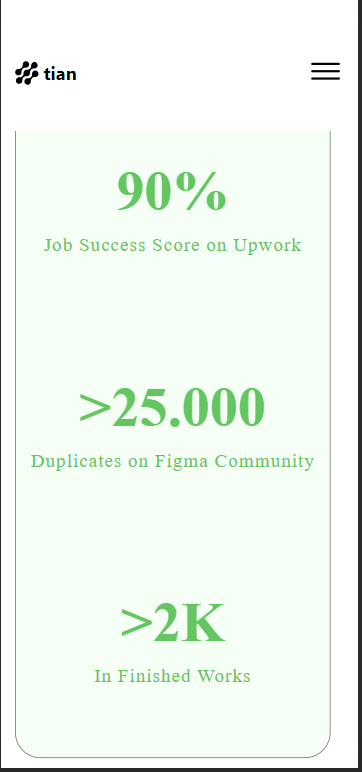 tian
90%
Job Success Score on Upwork
>25.000
Duplicates on Figma Community
>2K
In Finished Works